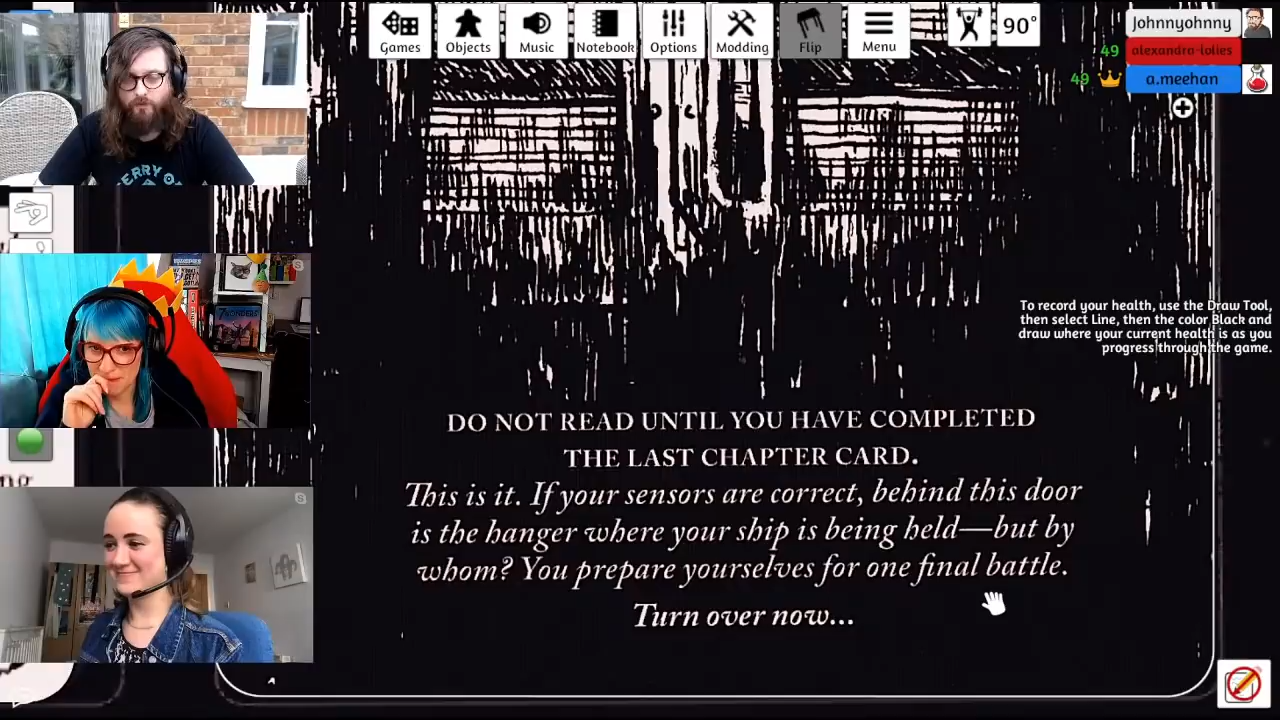 Games
Objects
Music
Notebook
Options
Modding
Flip
Menu
90°
Johnnyohnny
49
alexandra-lolies
49
a.meehan
To record your health, use the Draw Tool,
then select Line, then the color Black and
draw where your current health is as you
progress through the game.
7 WONDERS
DO NOT READ UNTIL YOU HAVE COMPLETED
THE LAST CHAPTER CARD.
This is it. If your sensors are correct, behind this door
is the hanger where your ship is being held—but by
whom? You prepare yourselves for one final battle.
Turn over now...